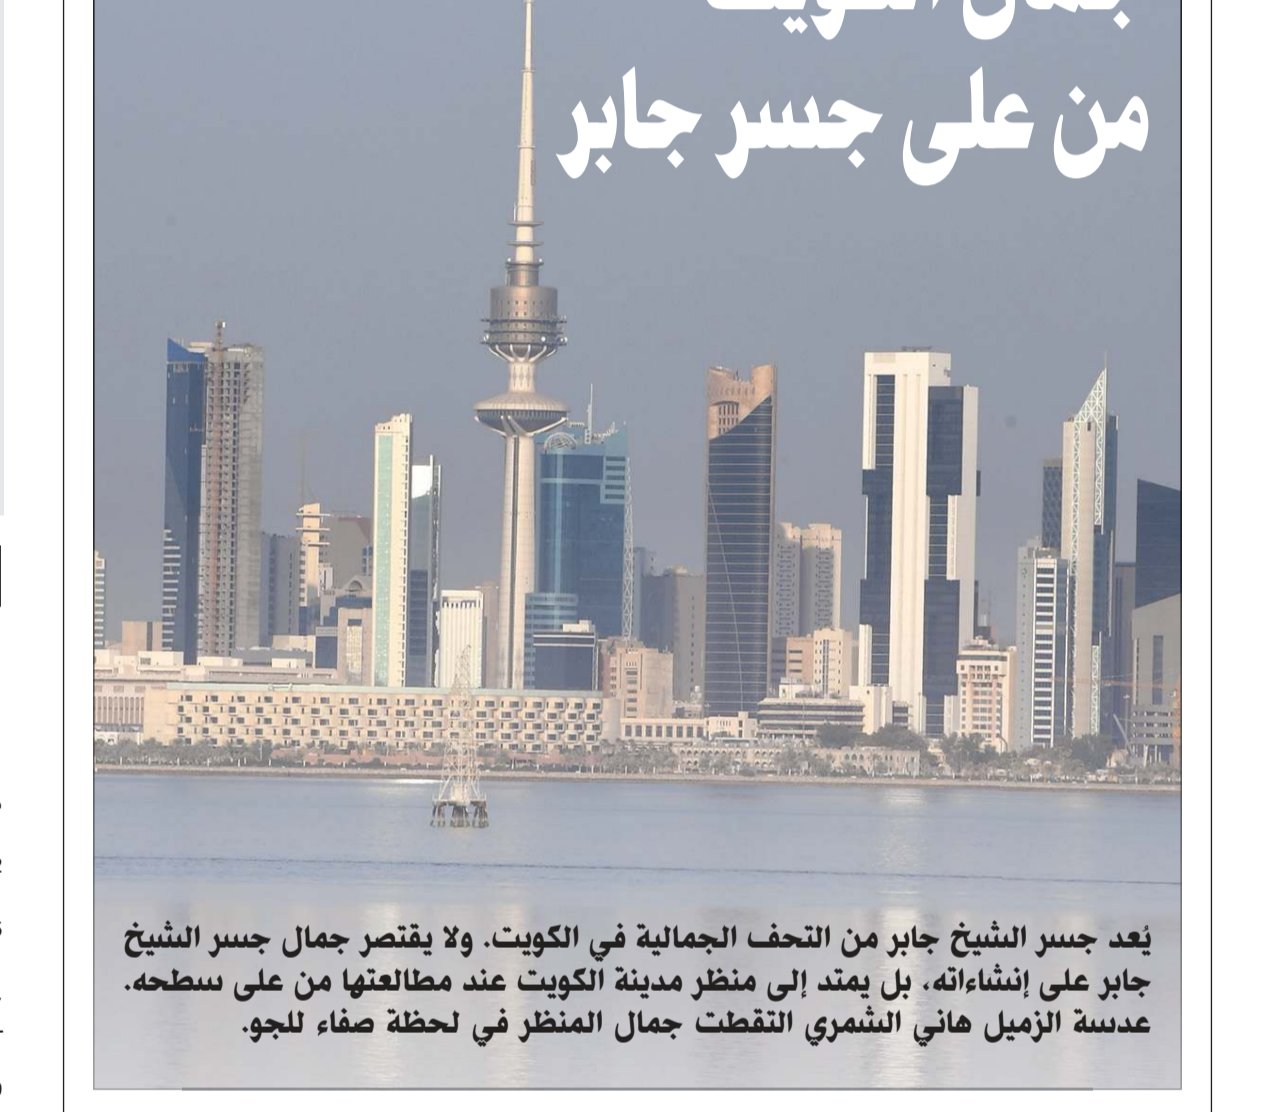 جمال الكويت
من على جسر جابر
يُعد جسر الشيخ جابر من التحف الجمالية في الكويت. ولا يقتصر جمال جسر الشيخ
جابر على إنشاءاته، بل يمتد إلى منظر مدينة الكويت عند مطالعتها من على سطحه.
عدسة الزميل هاني الشمري التقطت جمال المنظر في لحظة صفاء للجو.